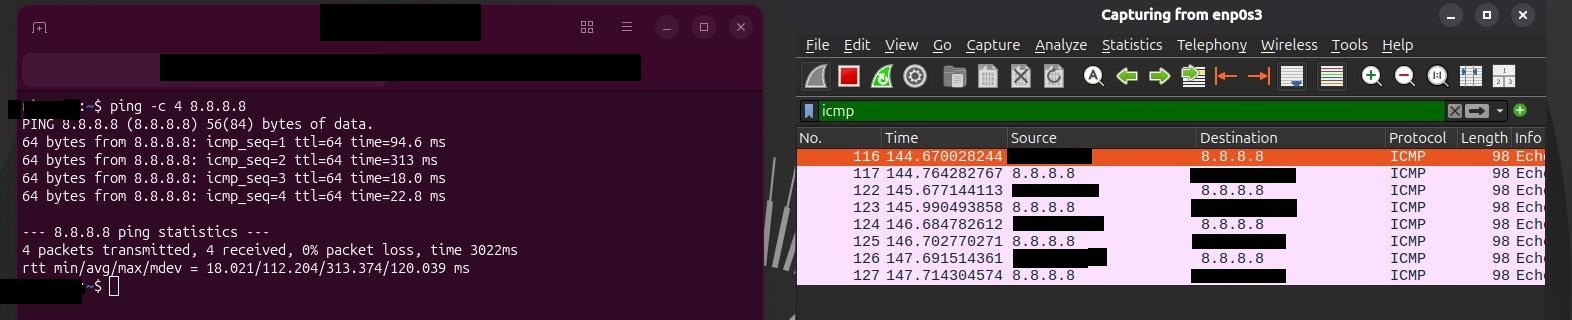 :~$ ping -c 4 8.8.8.8
PING 8.8.8.8 (8.8.8.8) 56(84) bytes of data.
64 bytes from 8.8.8.8: icmp_seq=1 ttl=64 time=94.6 ms
64 bytes from 8.8.8.8: icmp_seq=2 ttl=64 time=313 ms
64 bytes from 8.8.8.8: icmp_seq=3 ttl=64 time=18.0 ms
64 bytes from 8.8.8.8: icmp_seq=4 ttl=64 time=22.8 ms
--- 8.8.8.8 ping statistics ---
4 packets transmitted, 4 received, 0% packet loss, time 3022ms
rtt min/avg/max/mdev = 18.021/112.204/313.374/120.039 ms
:~$
Capturing from enp0s3
File Edit View Go Capture Analyze Statistics Telephony Wireless Tools Help
icmp
No. Time Source Destination Protocol Length Info
116 144.670028244 8.8.8.8 ICMP 98 Echo
117 144.764282767 8.8.8.8 ICMP 98 Echo
122 145.677144113 8.8.8.8 ICMP 98 Echo
123 145.990493858 8.8.8.8 ICMP 98 Echo
124 146.684782612 8.8.8.8 ICMP 98 Echo
125 146.702770271 8.8.8.8 ICMP 98 Echo
126 147.691514361 8.8.8.8 ICMP 98 Echo
127 147.714304574 8.8.8.8 ICMP 98 Echo